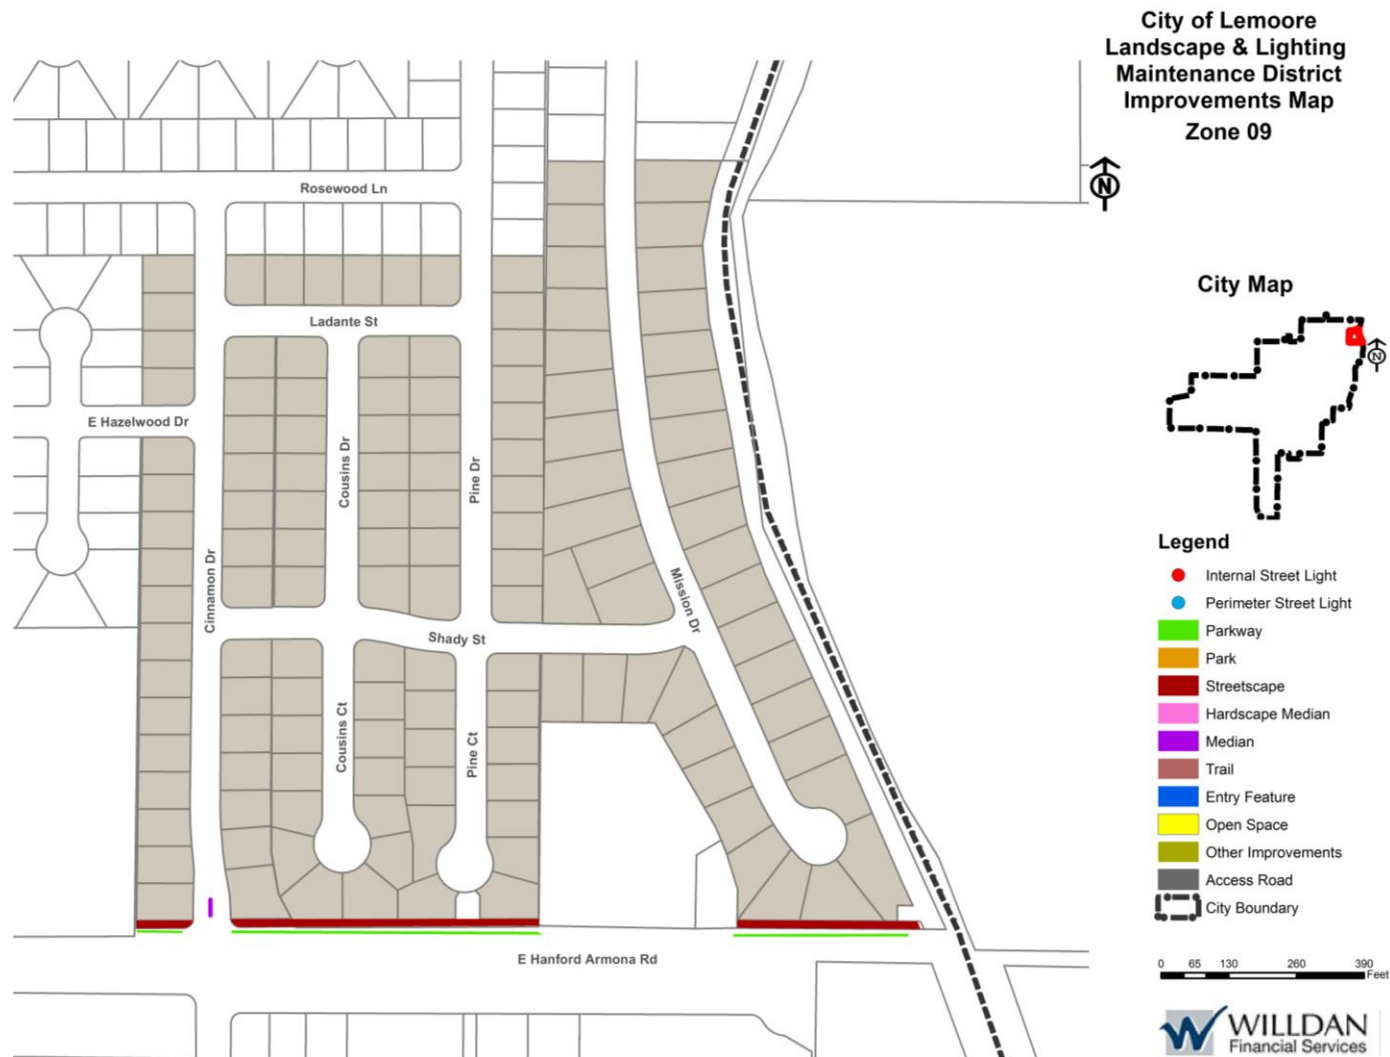 City of Lemoore
Landscape & Lighting
Maintenance District
Improvements Map
Zone 09
N
City Map
N
Rosewood Ln
Ladante St
E Hazelwood Dr
Cousins Dr
Pine Dr
Cinnamon Dr
Mission Dr
Shady St
Cousins Ct
Pine Ct
E Hanford Armona Rd
Legend
Internal Street Light
Perimeter Street Light
Parkway
Park
Streetscape
Hardscape Median
Median
Trail
Entry Feature
Open Space
Other Improvements
Access Road
City Boundary
0 65 130 260 390
Feet
WILLDAN
Financial Services